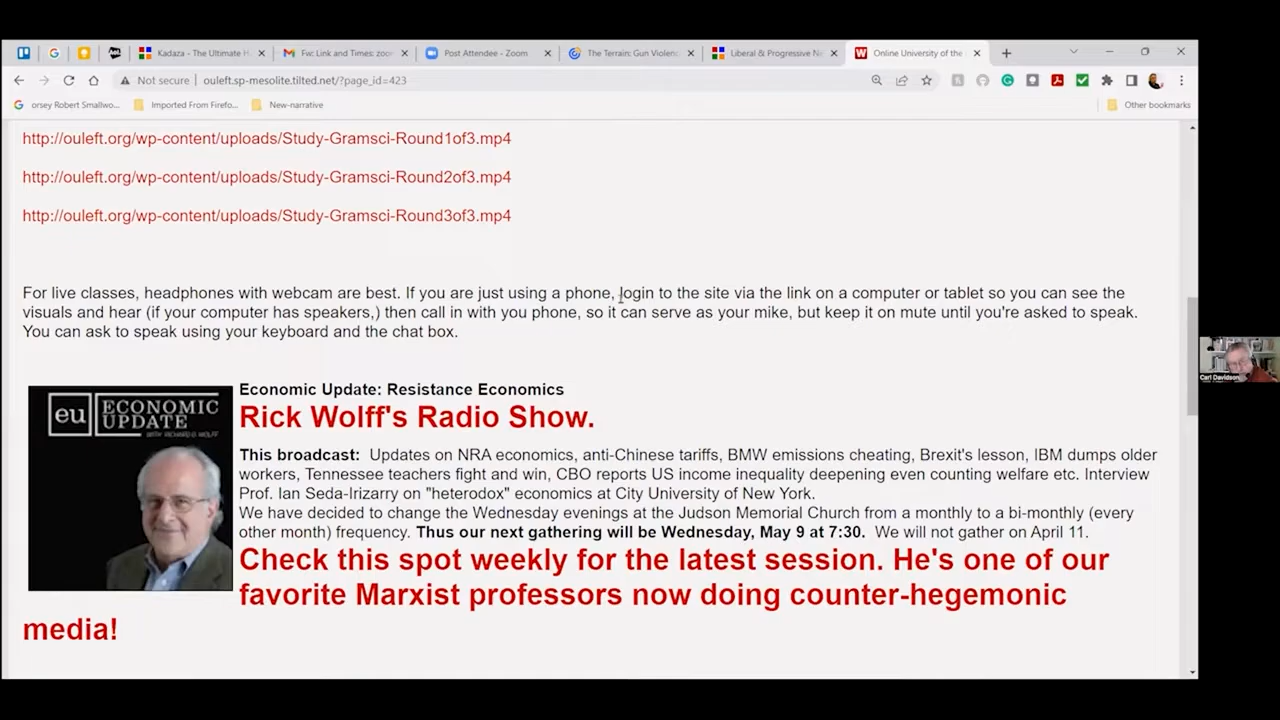 Kadaza - The Ultimate H
Fw: Link and Times: zoo
Post Attendee - Zoom
The Terrain: Gun Violenc
Liberal & Progressive Ne
Online University of the
Not secure
ouleft.sp-mesolite.tilted.net/?page_id=423
orsey Robert Smallwo...
Imported From Firefo...
New-narrative
Other bookmarks
http://ouleft.org/wp-content/uploads/Study-Gramsci-Round1of3.mp4
http://ouleft.org/wp-content/uploads/Study-Gramsci-Round2of3.mp4
http://ouleft.org/wp-content/uploads/Study-Gramsci-Round3of3.mp4
For live classes, headphones with webcam are best. If you are just using a phone, login to the site via the link on a computer or tablet so you can see the
visuals and hear (if your computer has speakers,) then call in with you phone, so it can serve as your mike, but keep it on mute until you're asked to speak.
You can ask to speak using your keyboard and the chat box.
eu ECONOMIC
UPDATE
WITH RICHARD D. WOLFF
Economic Update: Resistance Economics
Rick Wolff's Radio Show.
This broadcast: Updates on NRA economics, anti-Chinese tariffs, BMW emissions cheating, Brexit's lesson, IBM dumps older
workers, Tennessee teachers fight and win, CBO reports US income inequality deepening even counting welfare etc. Interview
Prof. Ian Seda-Irizarry on "heterodox" economics at City University of New York.
We have decided to change the Wednesday evenings at the Judson Memorial Church from a monthly to a bi-monthly (every
other month) frequency. Thus our next gathering will be Wednesday, May 9 at 7:30. We will not gather on April 11.
Check this spot weekly for the latest session. He's one of our
favorite Marxist professors now doing counter-hegemonic
media!
Carl Davidson